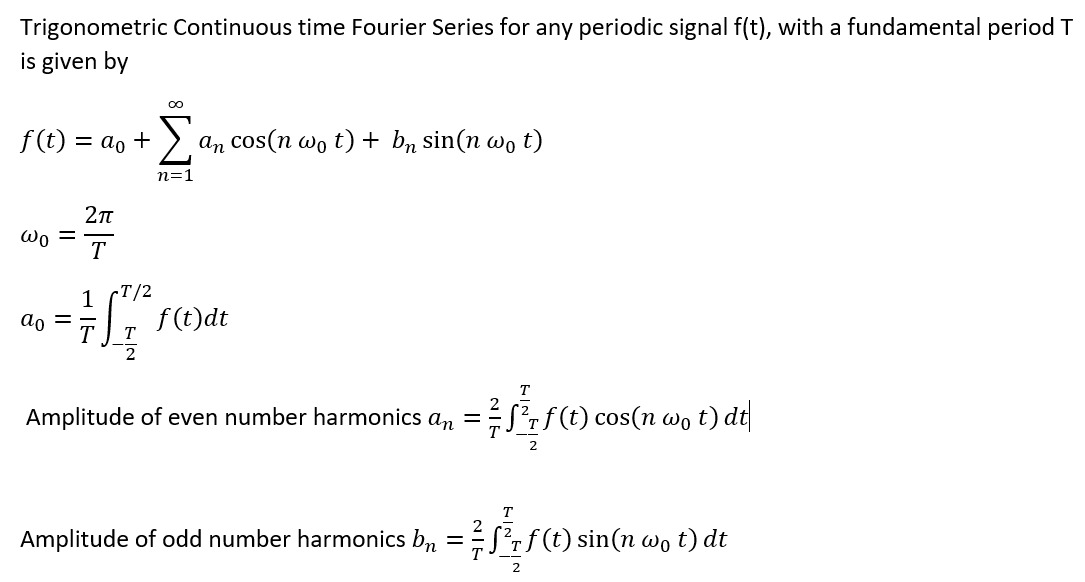 Trigonometric Continuous time Fourier Series for any periodic signal f(t), with a fundamental period T
is given by
$f(t) = a_0 + \sum_{n=1}^{\infty} a_n \cos(n\,\omega_0\,t) + b_n \sin(n\,\omega_0\,t)$
$\omega_0 = \frac{2\pi}{T}$
$a_0 = \frac{1}{T} \int_{-\frac{T}{2}}^{T/2} f(t)dt$
Amplitude of even number harmonics $a_n = \frac{2}{T} \int_{-\frac{T}{2}}^{\frac{T}{2}} f(t) \cos(n\,\omega_0\,t)\,dt$
Amplitude of odd number harmonics $b_n = \frac{2}{T} \int_{-\frac{T}{2}}^{\frac{T}{2}} f(t) \sin(n\,\omega_0\,t)\,dt$